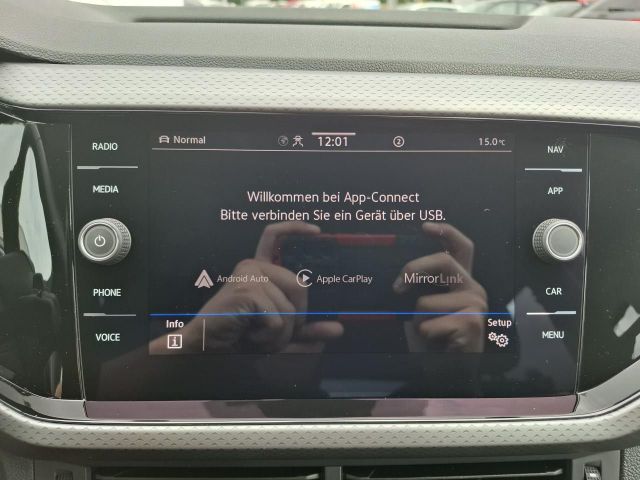 RADIO
MEDIA
PHONE
VOICE
Normal
12:01
2
15.0°C
Willkommen bei App-Connect
Bitte verbinden Sie ein Gerät über USB.
Android Auto
Apple CarPlay
MirrorLink
Info
i
Setup
NAV
APP
CAR
MENU